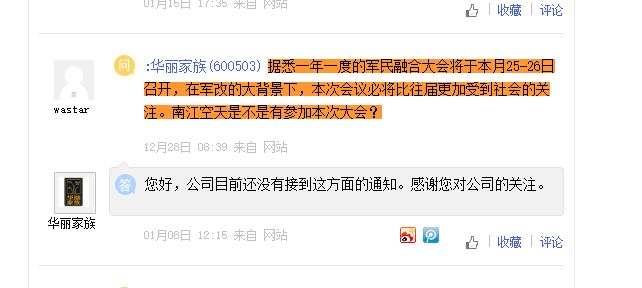 01月15日 17:35 来自 网站
收藏 评论
问 :华丽家族(600503) 据悉一年一度的军民融合大会将于本月25-26日
召开，在军改的大背景下，本次会议必将比往届更加受到社会的关
注。南江空天是不是有参加本次大会？
wastar
12月28日 08:39 来自 网站
答 您好，公司目前还没有接到这方面的通知。感谢您对公司的关注。
华丽家族
01月08日 12:15 来自 网站
收藏 评论